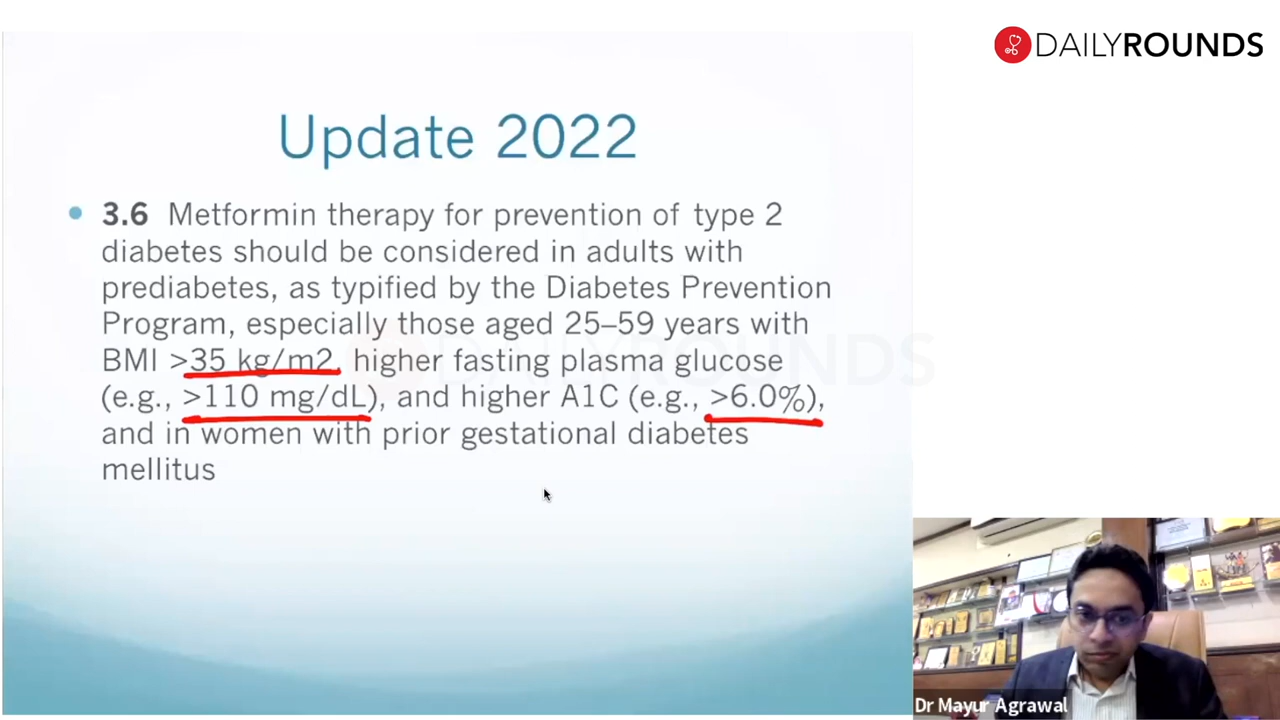 DAILYROUNDS
Update 2022
• 3.6 Metformin therapy for prevention of type 2
diabetes should be considered in adults with
prediabetes, as typified by the Diabetes Prevention
Program, especially those aged 25–59 years with
BMI >35 kg/m2, higher fasting plasma glucose
(e.g., >110 mg/dL), and higher A1C (e.g., >6.0%),
and in women with prior gestational diabetes
mellitus
DAILYROUNDS
Dr Mayur Agrawal